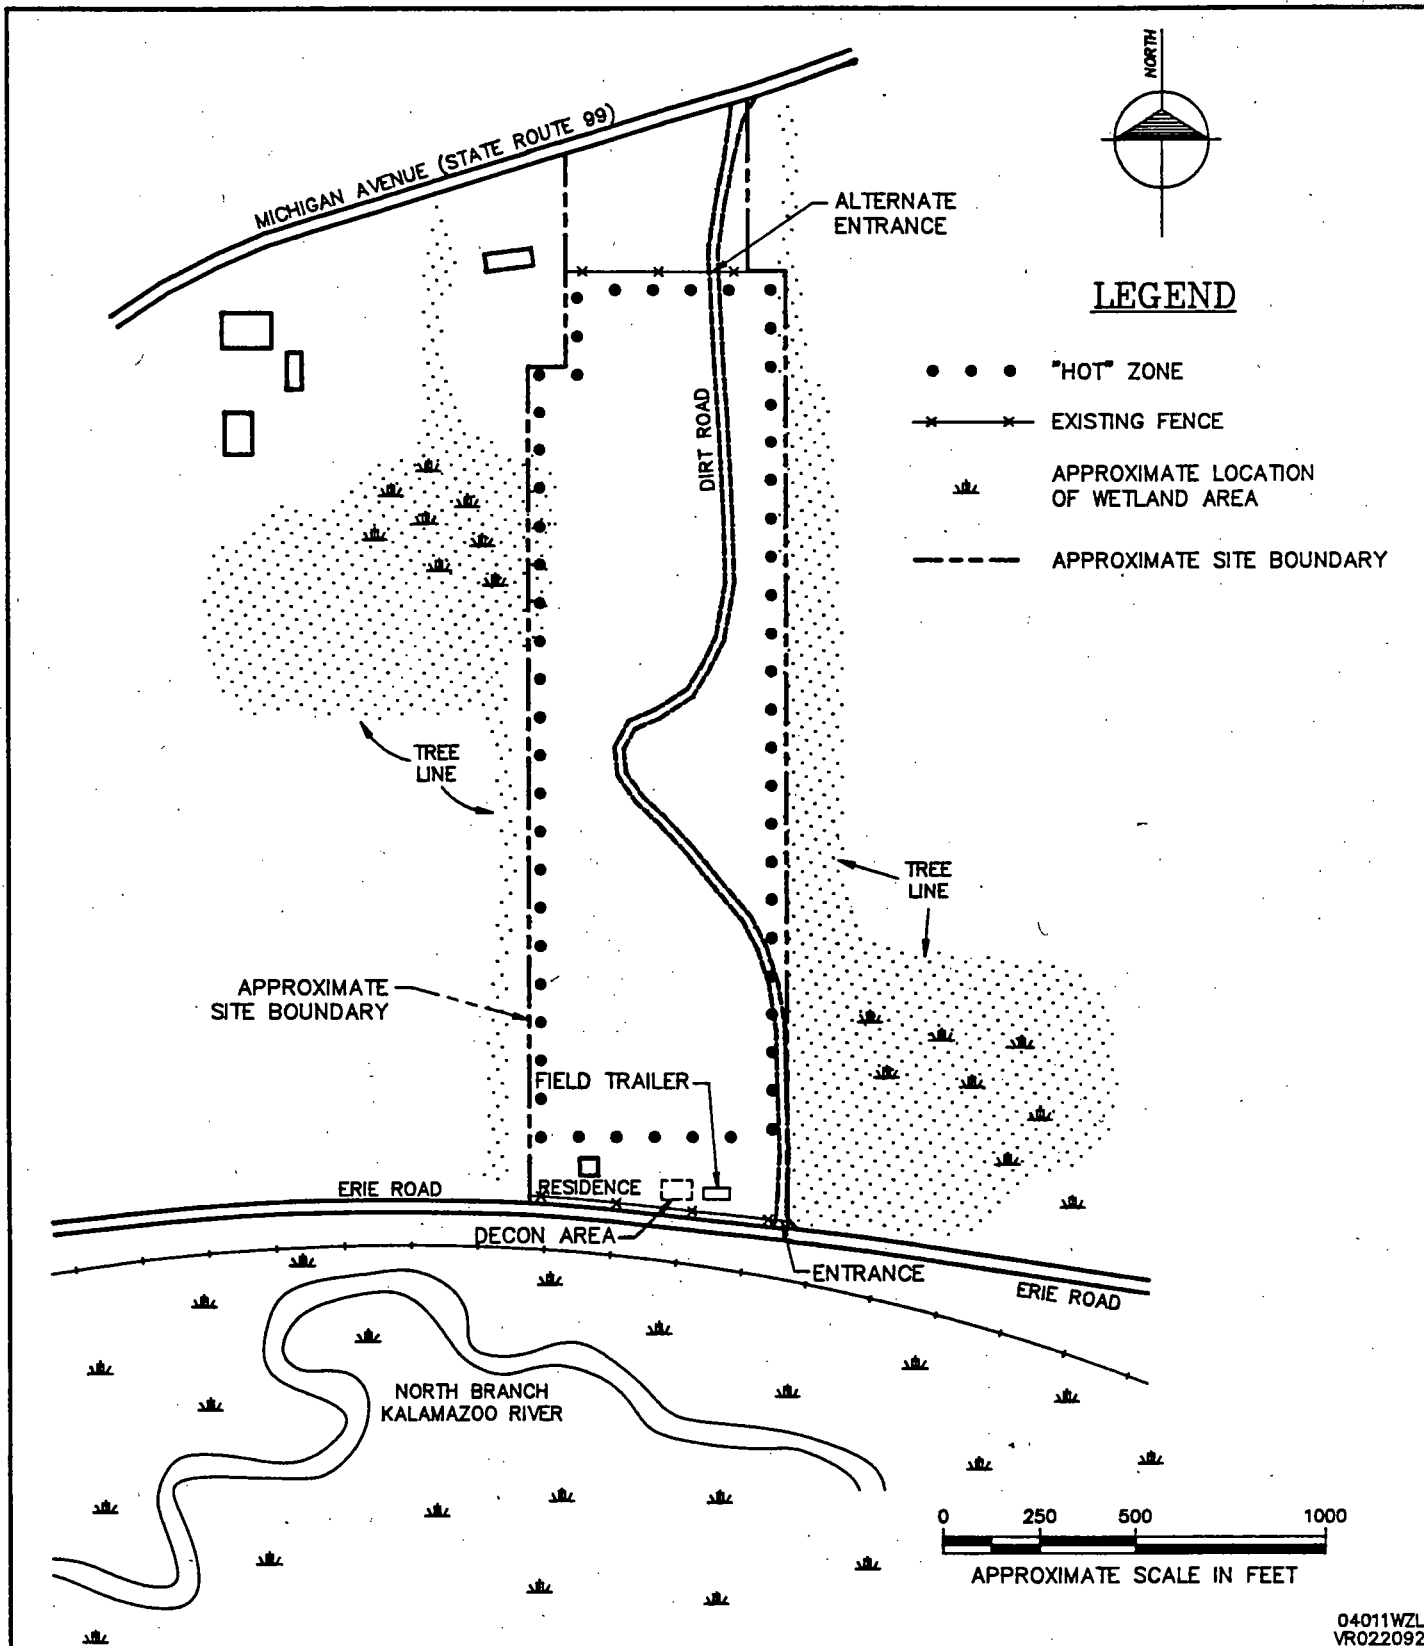 NORTH
MICHIGAN AVENUE (STATE ROUTE 99)
ALTERNATE
ENTRANCE
LEGEND
"HOT" ZONE
EXISTING FENCE
APPROXIMATE LOCATION
OF WETLAND AREA
APPROXIMATE SITE BOUNDARY
DIRT ROAD
TREE
LINE
TREE
LINE
APPROXIMATE
SITE BOUNDARY
FIELD TRAILER
ERIE ROAD
RESIDENCE
DECON AREA
ENTRANCE
ERIE ROAD
NORTH BRANCH
KALAMAZOO RIVER
0 250 500 1000
APPROXIMATE SCALE IN FEET
04011WZL
VR022092